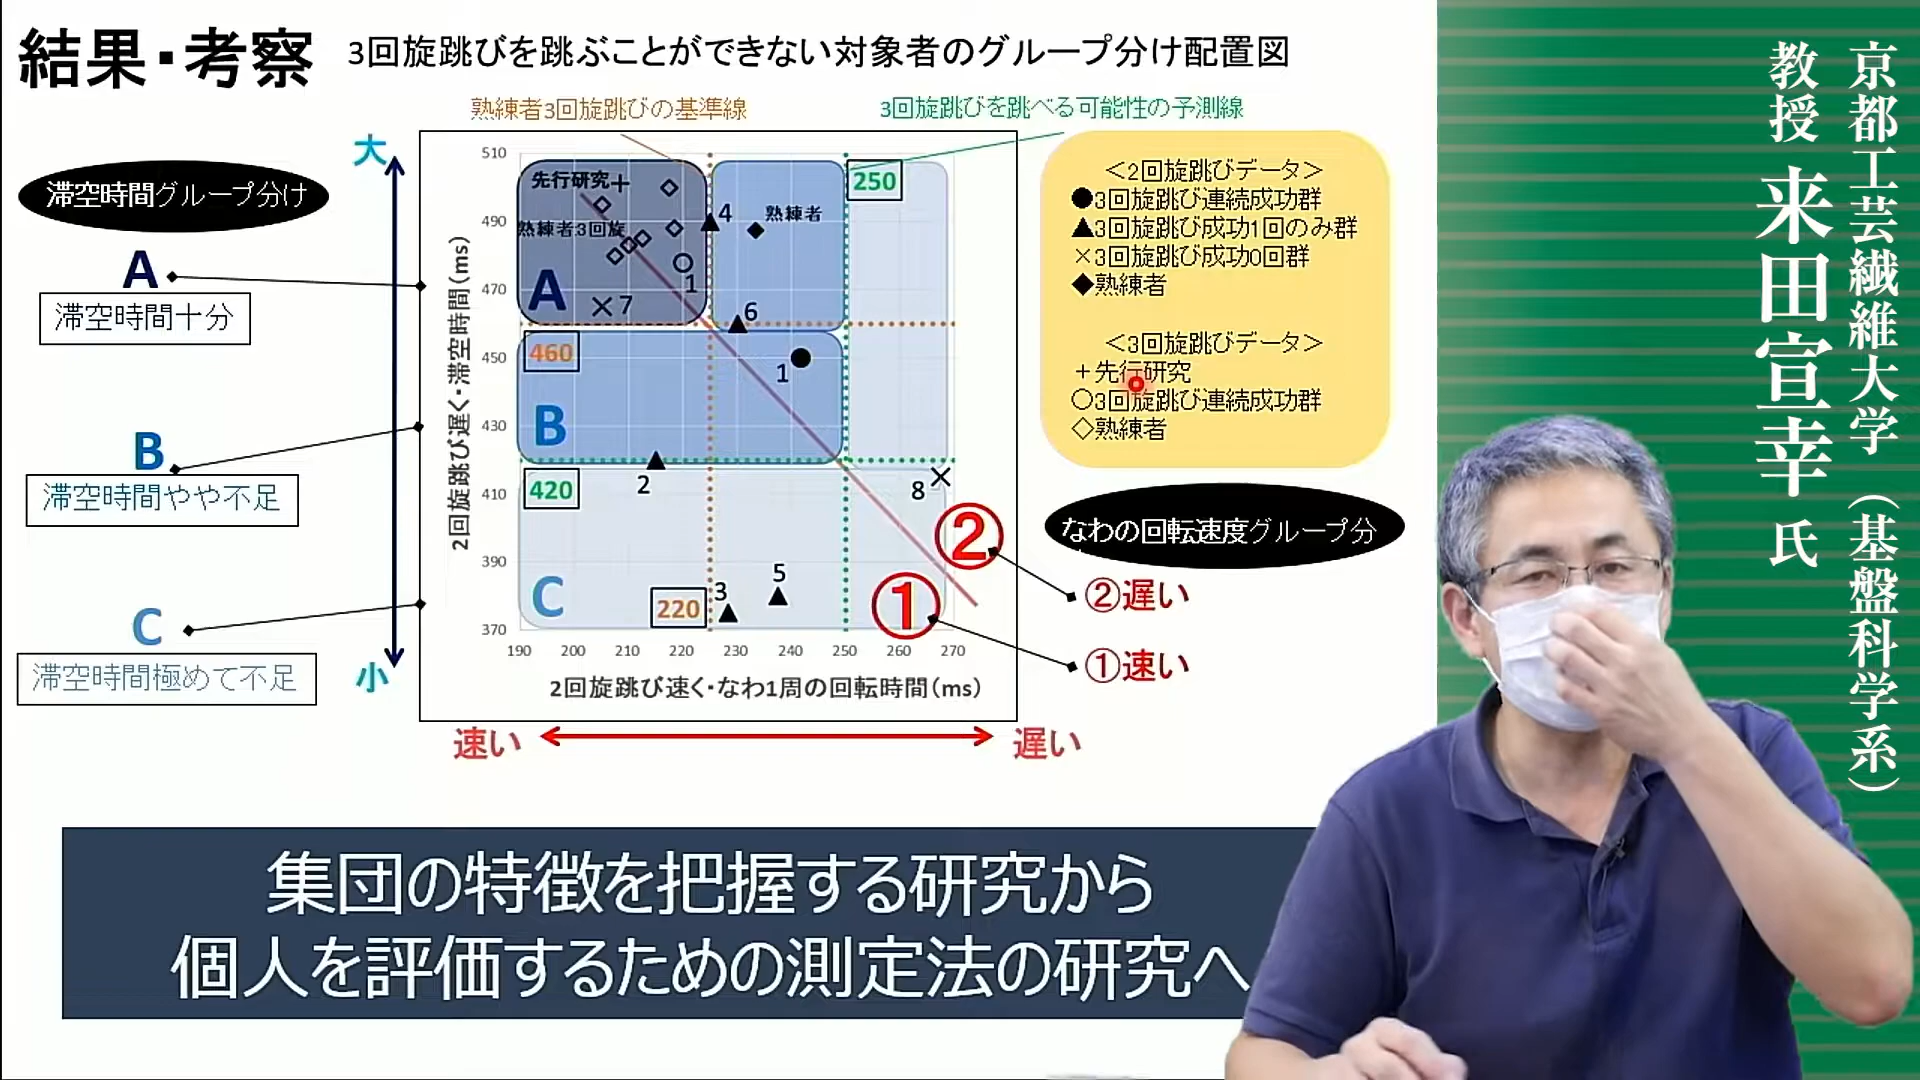 結果・考察
3回旋跳びを跳ぶことができない対象者のグループ分け配置図
熟練者3回旋跳びの基準線
3回旋跳びを跳べる可能性の予測線
滞空時間グループ分け
大
A
滞空時間十分
B
滞空時間やや不足
C
滞空時間極めて不足
小
2回旋跳び遅く・滞空時間(ms)
510
490
470
450
430
410
390
370
190
200
210
220
230
240
250
260
270
2回旋跳び速く・なわ1周の回転時間(ms)
速い
遅い
先行研究+
熟練者3回旋
A
×7
1
4
熟練者
250
6
460
1
B
2
420
8
C
220
3
5
②
①
<2回旋跳びデータ>
●3回旋跳び連続成功群
▲3回旋跳び成功1回のみ群
×3回旋跳び成功0回群
◆熟練者
<3回旋跳びデータ>
+先行研究
○3回旋跳び連続成功群
◇熟練者
なわの回転速度グループ分
②遅い
①速い
集団の特徴を把握する研究から
個人を評価するための測定法の研究へ
京都工芸繊維大学(基盤科学系)
教授 来田宣幸 氏